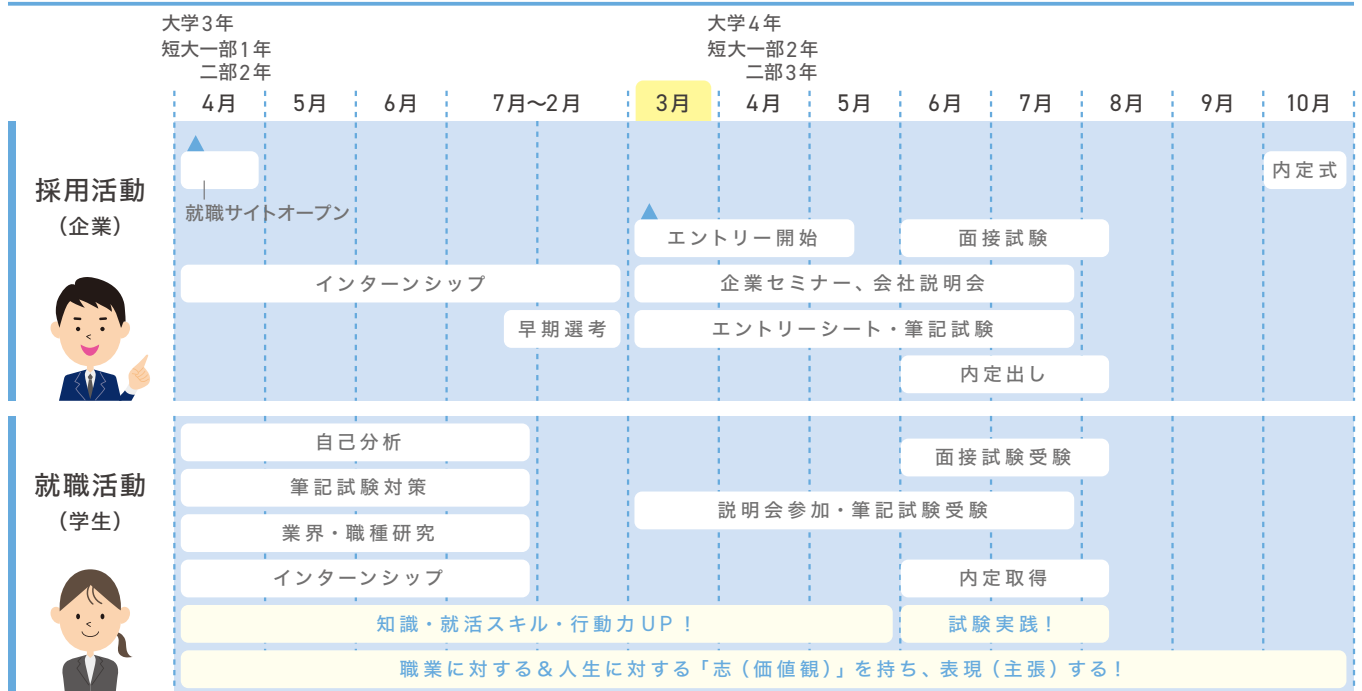 大学3年
短大一部1年
二部2年
大学4年
短大一部2年
二部3年
4月 5月 6月 7月〜2月 3月 4月 5月 6月 7月 8月 9月 10月
採用活動
（企業）
内定式
就職サイトオープン
エントリー開始 面接試験
インターンシップ 企業セミナー、会社説明会
早期選考 エントリーシート・筆記試験
内定出し
就職活動
（学生）
自己分析
面接試験受験
筆記試験対策
説明会参加・筆記試験受験
業界・職種研究
インターンシップ 内定取得
知識・就活スキル・行動力UP！ 試験実践！
職業に対する＆人生に対する「志（価値観）」を持ち、表現（主張）する！